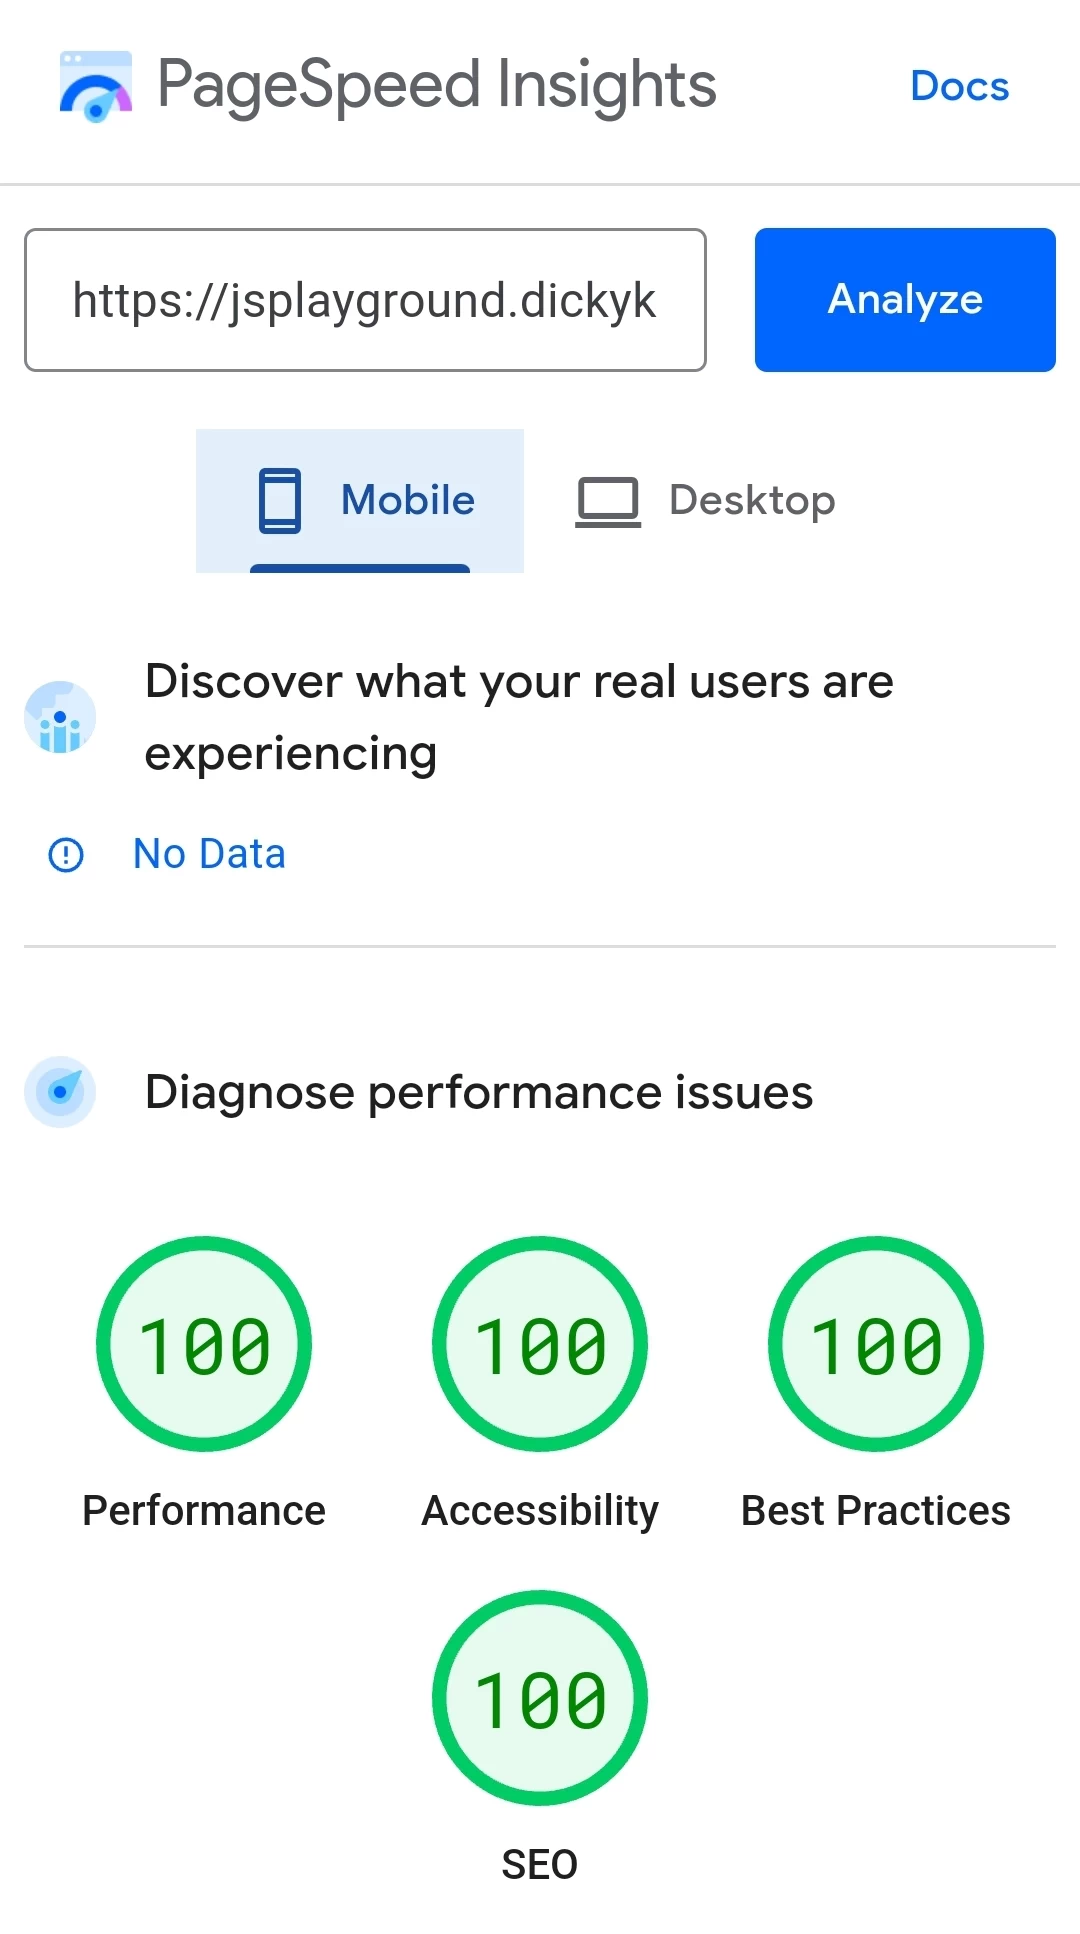 PageSpeed Insights
Docs
https://jsplayground.dickyk
Analyze
Mobile
Desktop
Discover what your real users are
experiencing
No Data
Diagnose performance issues
100
100
100
Performance
Accessibility
Best Practices
100
SEO